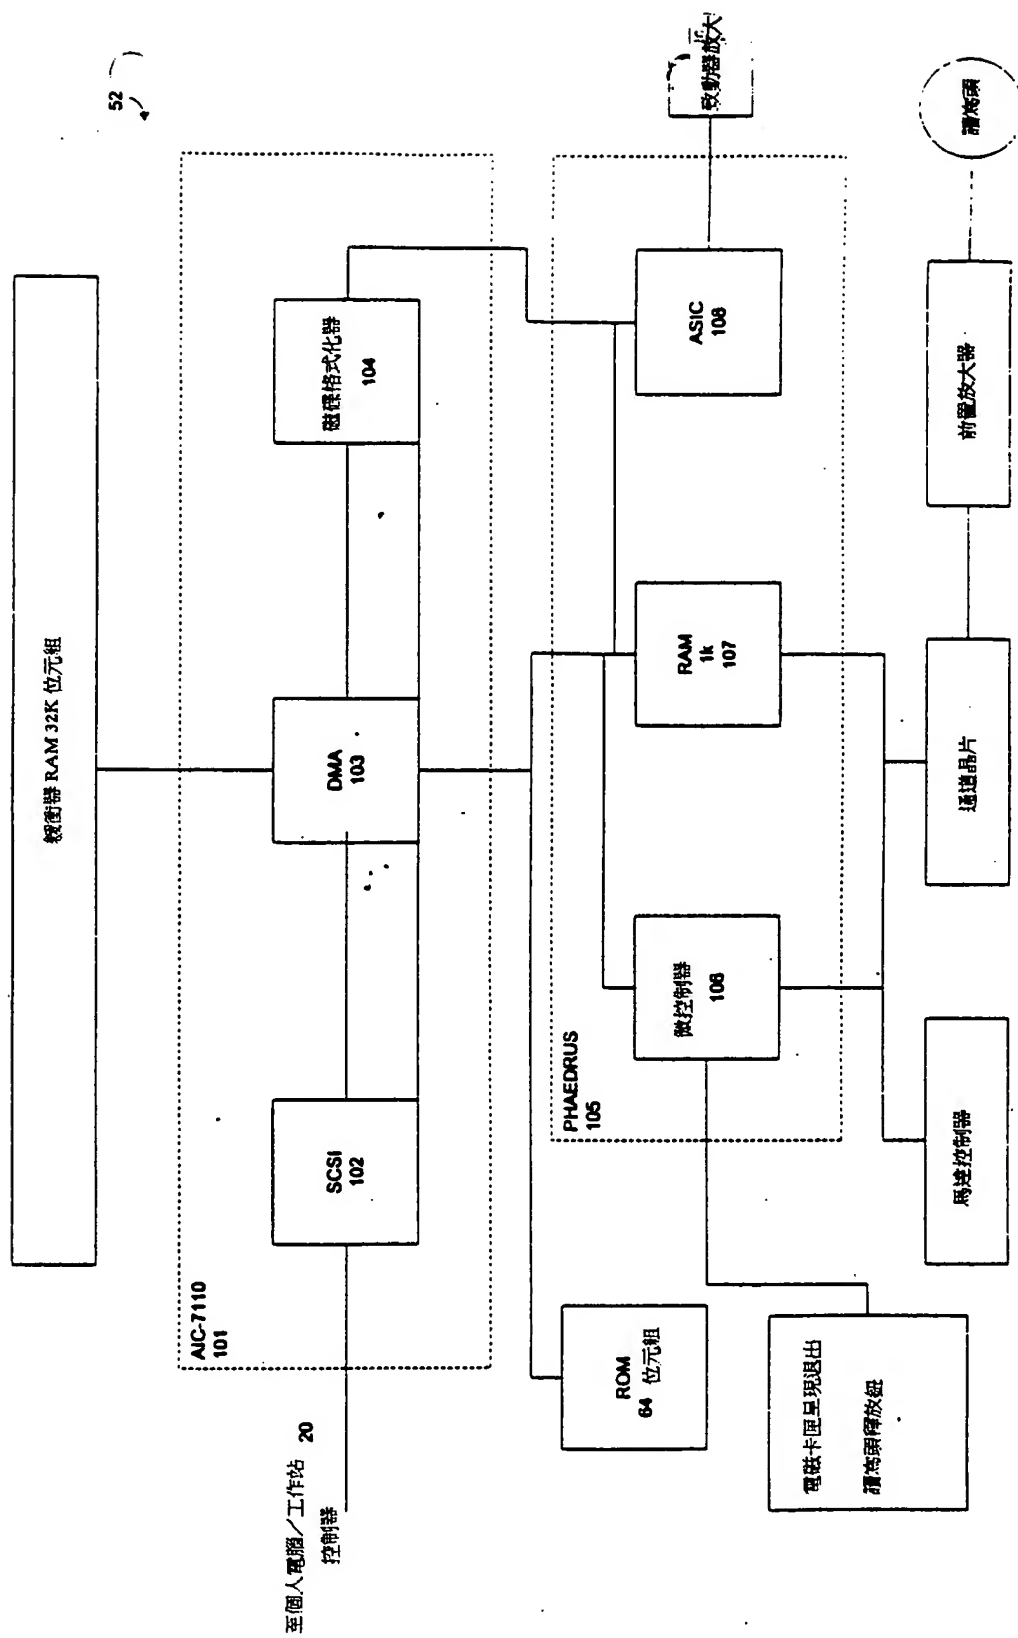 52
緩衝器 RAM 32K 位元組
AIC-7110
101
SCSI
102
DMA
103
磁碟格式化器
104
至個人電腦／工作站 20
控制器
PHAEDRUS
105
微控制器
106
RAM
1k
107
ASIC
108
致動器放大
ROM
64 位元組
電磁卡匣呈現退出
讀寫頭釋放鈕
馬達控制器
通道晶片
前置放大器
讀寫頭